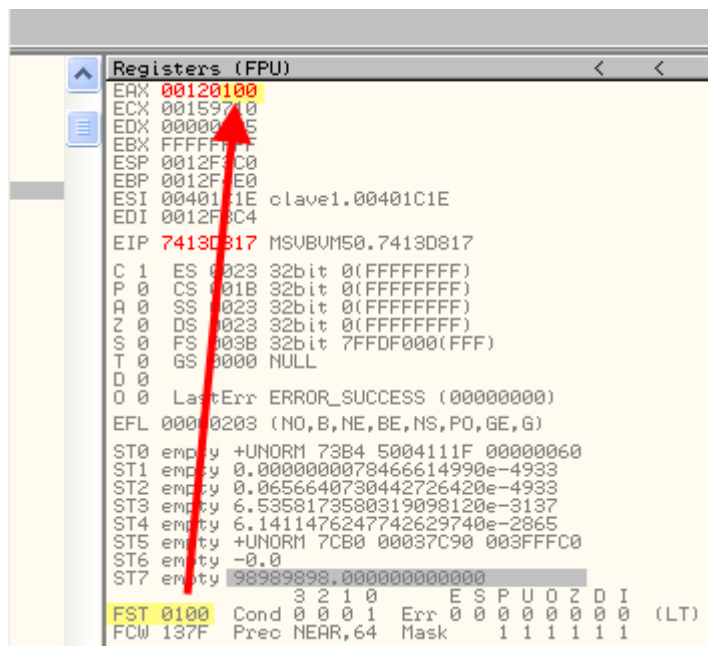 Registers (FPU) < <
EAX 00120100
ECX 00159710
EDX
EBX FFFFFFFF
ESP 0012F3C0
EBP 0012F4E0
ESI 00401C1E clave1.00401C1E
EDI 0012F3C4
EIP 7413D817 MSVBVM50.7413D817
C 1 ES 0023 32bit 0(FFFFFFFF)
P 0 CS 001B 32bit 0(FFFFFFFF)
A 0 SS 0023 32bit 0(FFFFFFFF)
Z 0 DS 0023 32bit 0(FFFFFFFF)
S 0 FS 003B 32bit 7FFDF000(FFF)
T 0 GS 0000 NULL
D 0
O 0 LastErr ERROR_SUCCESS (00000000)
EFL 00000203 (NO,B,NE,BE,NS,PO,GE,G)
ST0 empty +UNORM 73B4 5004111F 00000060
ST1 empty 0.0000000078466614990e-4933
ST2 empty 0.0656640730442726420e-4933
ST3 empty 6.5358173580319098120e-3137
ST4 empty 6.1411476247742629740e-2865
ST5 empty +UNORM 7CB0 00037C90 003FFFC0
ST6 empty -0.0
ST7 empty 98989898.000000000000
3 2 1 0 E S P U O Z D I
FST 0100 Cond 0 0 0 1 Err 0 0 0 0 0 0 0 0 (LT)
FCW 137F Prec NEAR,64 Mask 1 1 1 1 1 1